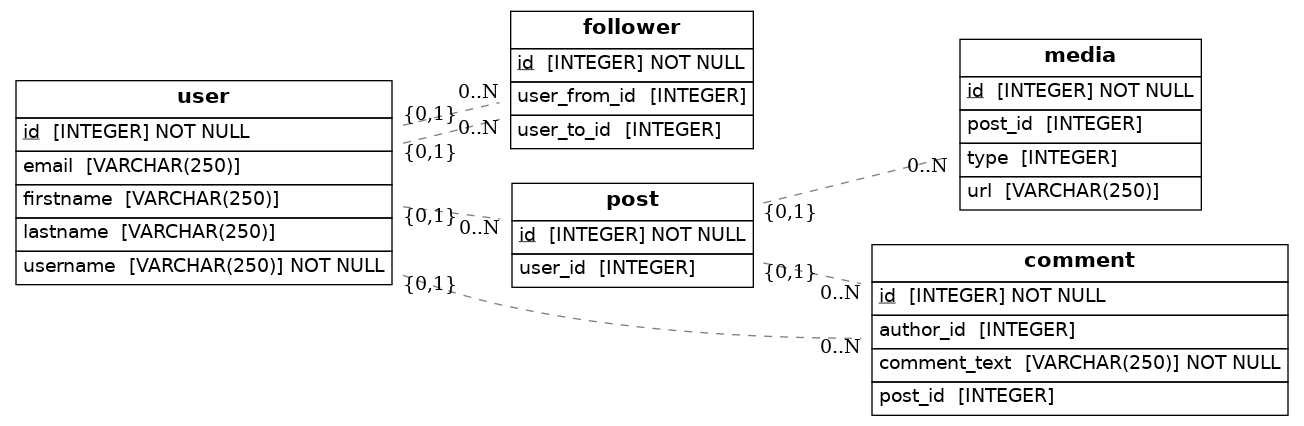 user
id [INTEGER] NOT NULL
email [VARCHAR(250)]
firstname [VARCHAR(250)]
lastname [VARCHAR(250)]
username [VARCHAR(250)] NOT NULL
{0,1}
0..N
{0,1}
0..N
{0,1}
0..N
{0,1}
0..N
follower
id [INTEGER] NOT NULL
user_from_id [INTEGER]
user_to_id [INTEGER]
post
id [INTEGER] NOT NULL
user_id [INTEGER]
{0,1}
0..N
{0,1}
0..N
media
id [INTEGER] NOT NULL
post_id [INTEGER]
type [INTEGER]
url [VARCHAR(250)]
comment
id [INTEGER] NOT NULL
author_id [INTEGER]
comment_text [VARCHAR(250)] NOT NULL
post_id [INTEGER]